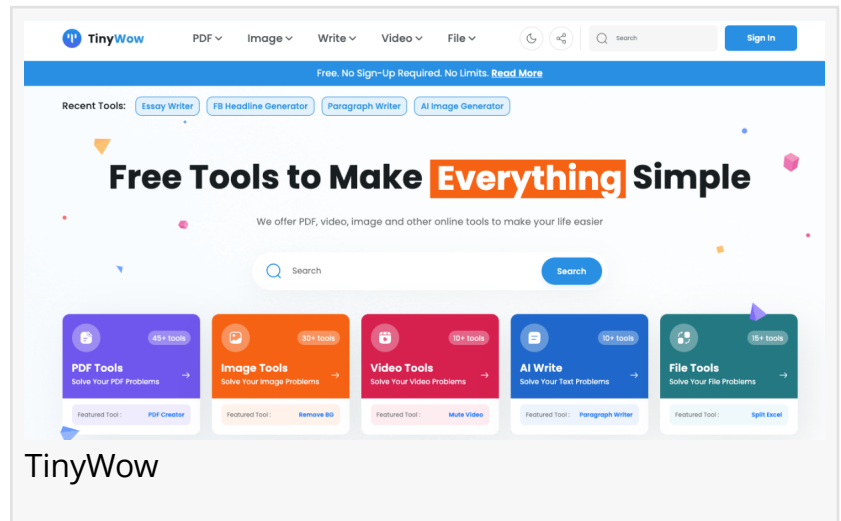 TinyWow PDF Image Write Video File Search Sign In
Free. No Sign-Up Required. No Limits. Read More
Recent Tools: Essay Writer FB Headline Generator Paragraph Writer AI Image Generator
Free Tools to Make Everything Simple
We offer PDF, video, image and other online tools to make your life easier
Search Search
45+ tools 30+ tools 10+ tools 10+ tools 15+ tools
PDF Tools Image Tools Video Tools AI Write File Tools
Solve Your PDF Problems Solve Your Image Problems Solve Your Video Problems Solve Your Text Problems Solve Your File Problems
Featured Tool : PDF Creator Featured Tool : Remove BG Featured Tool : Mute Video Featured Tool : Paragraph Writer Featured Tool : Split Excel
TinyWow